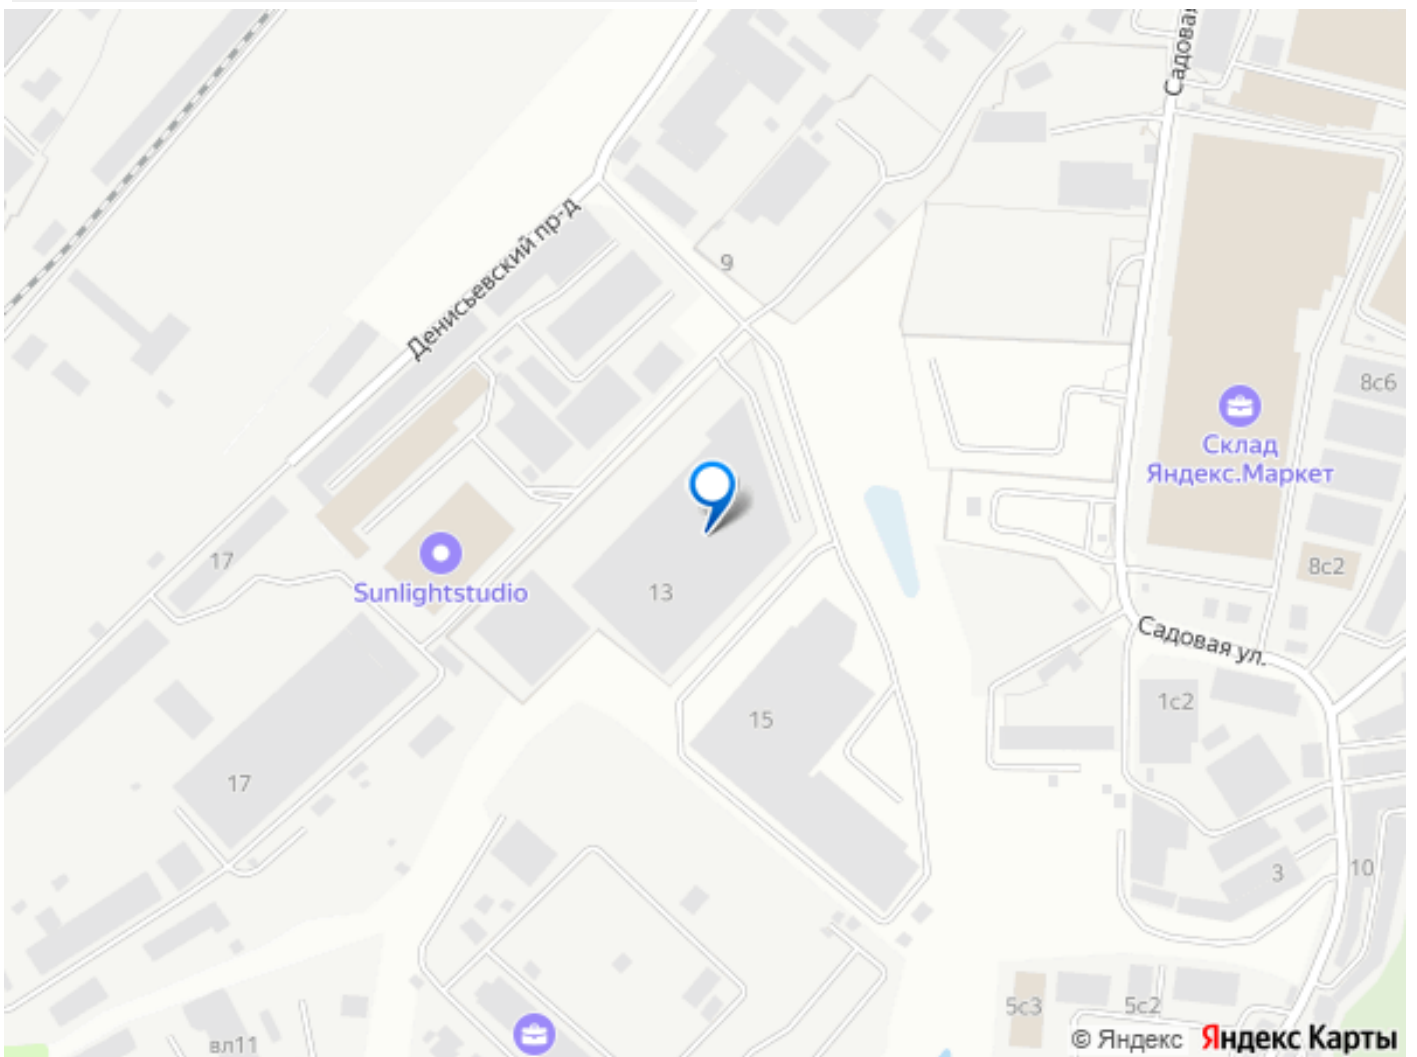 Садовая
Денисьевский пр-д
9
8с6
Склад
Яндекс.Маркет
17
Sunlightstudio
13
8с2
Садовая ул.
1с2
15
17
3
10
5с3
5с2
вл11
© Яндекс Яндекс Карты